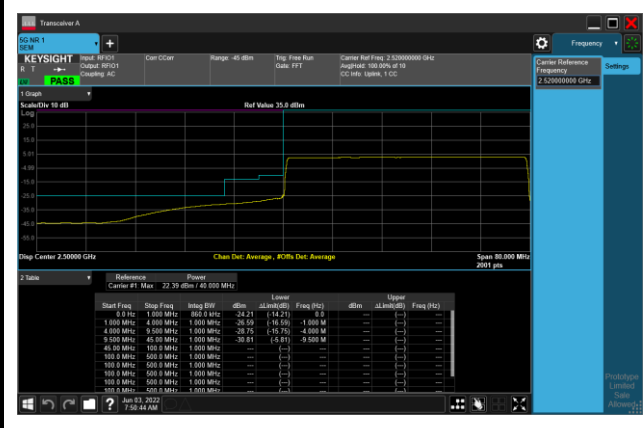 Transceiver A
5G NR 1
SEM
Frequency
KEYSIGHT Input: RFIO1 Corr CCorr Range: -45 dBm Trig: Free Run Carrier Ref Freq: 2.520000000 GHz
R T Output: RFIO1 Gate: FFT Avg|Hold: 100.00% of 10
Coupling: AC CC Info: Uplink, 1 CC
PASS
Carrier Reference
Frequency
2.520000000 GHz
Settings
1 Graph
Scale/Div 10 dB Ref Value 35.0 dBm
Log
25.0
15.0
5.01
-4.99
-15.0
-25.0
-35.0
-45.0
-55.0
Disp Center 2.50000 GHz Chan Det: Average , #Offs Det: Average Span 80.000 MHz
2001 pts
2 Table
Reference Power
Carrier #1 Max 22.39 dBm / 40.000 MHz
Lower Upper
Start Freq Stop Freq Integ BW dBm ΔLimit(dB) Freq (Hz) dBm ΔLimit(dB) Freq (Hz)
0.0 Hz 1.000 MHz 860.0 kHz -24.21 (-14.21) 0.0 --- (---) ---
1.000 MHz 4.000 MHz 1.000 MHz -26.59 (-16.59) -1.000 M --- (---) ---
4.000 MHz 9.500 MHz 1.000 MHz -28.75 (-15.75) -4.000 M --- (---) ---
9.500 MHz 45.00 MHz 1.000 MHz -30.81 (-5.81) -9.500 M --- (---) ---
45.00 MHz 100.0 MHz 1.000 MHz --- (---) --- --- (---) ---
100.0 MHz 500.0 MHz 1.000 MHz --- (---) --- --- (---) ---
100.0 MHz 500.0 MHz 1.000 MHz --- (---) --- --- (---) ---
100.0 MHz 500.0 MHz 1.000 MHz --- (---) --- --- (---) ---
100.0 MHz 500.0 MHz 1.000 MHz --- (---) --- --- (---) ---
Jun 03, 2022
7:50:44 AM
Prototype
Limited
Sale
Allowed